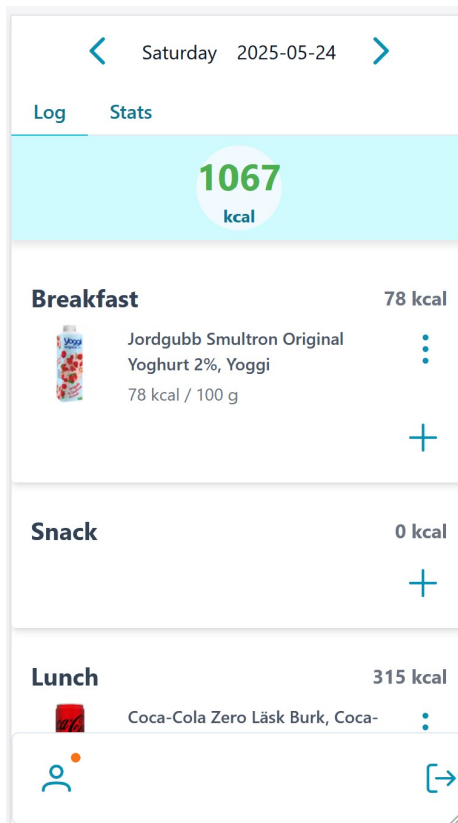 Saturday 2025-05-24
Log Stats
1067
kcal
Breakfast 78 kcal
Yoggi
Jordgubb Smultron Original
Yoghurt 2%, Yoggi
78 kcal / 100 g
Snack 0 kcal
Lunch 315 kcal
Coca-Cola Zero Läsk Burk, Coca-